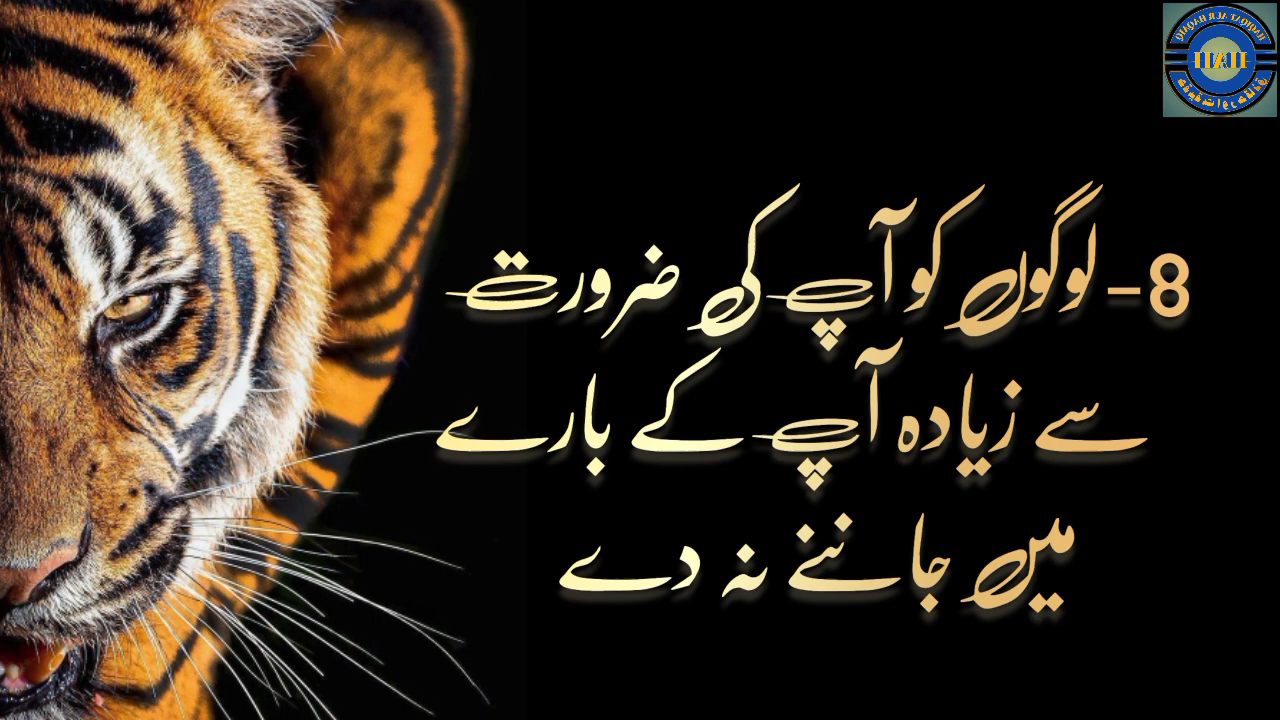 8- لوگوں کو آپ کی ضرورت
سے زیادہ آپ کے بارے
میں جاننے نہ دے